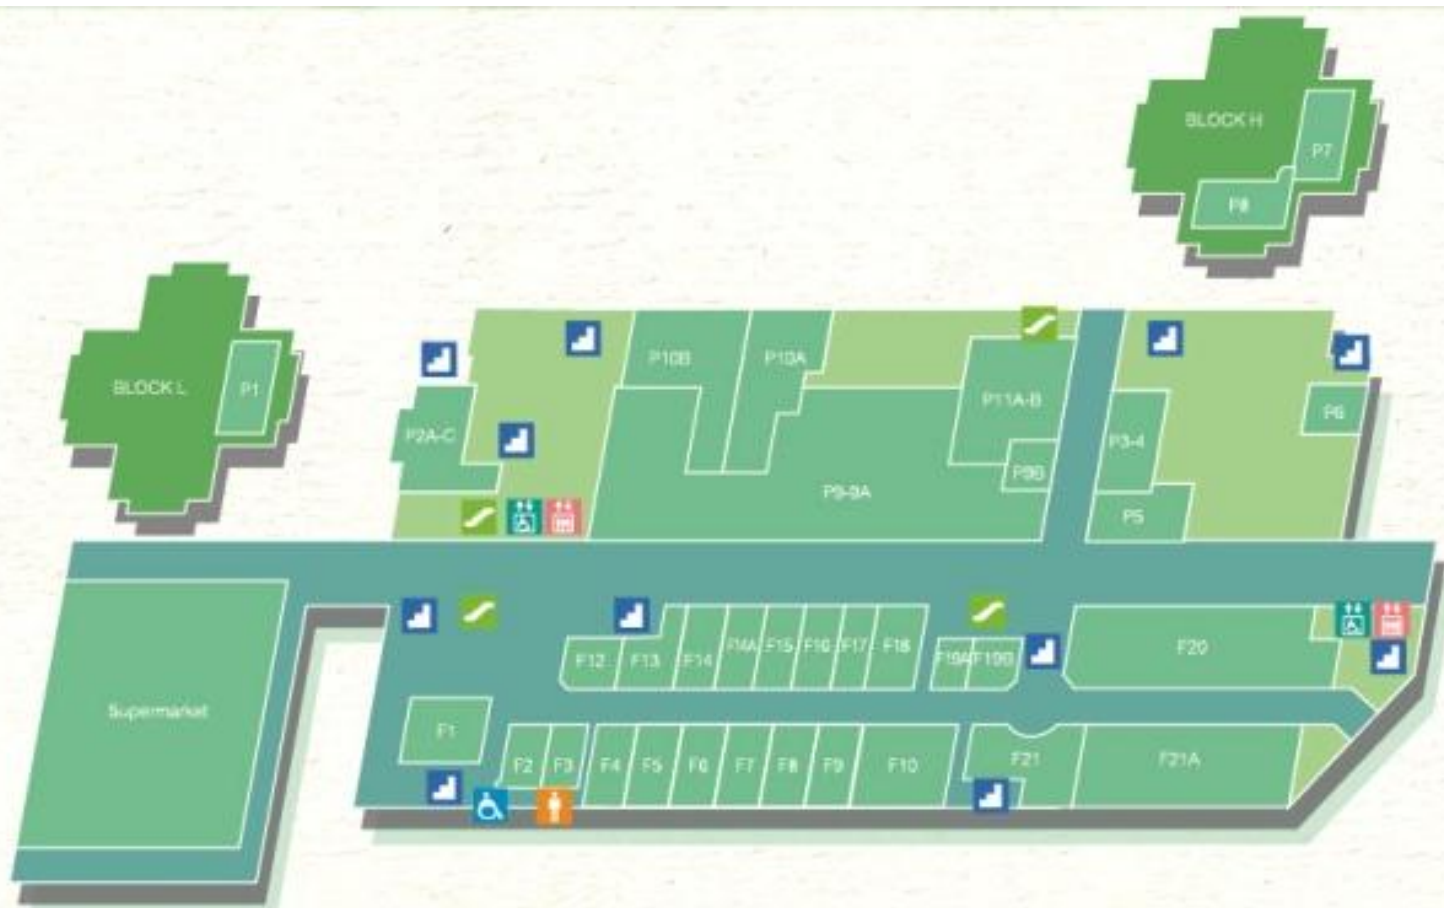 BLOCK H
P7
P8
BLOCK L
P1
P10B
P10A
P11A-B
P2A-C
P3-4
P6
P9B
P9-9A
P5
F12
F13
F14
F14A
F15
F16
F17
F18
F19A
F19B
F20
Supermarket
F1
F2
F3
F4
F5
F6
F7
F8
F9
F10
F21
F21A